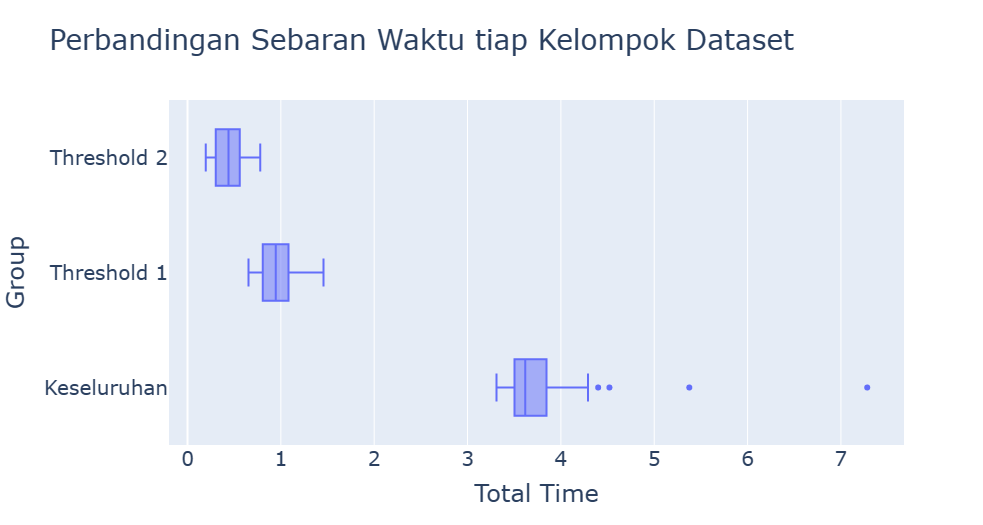 Perbandingan Sebaran Waktu tiap Kelompok Dataset
Group
Threshold 2
Threshold 1
Keseluruhan
0 1 2 3 4 5 6 7
Total Time